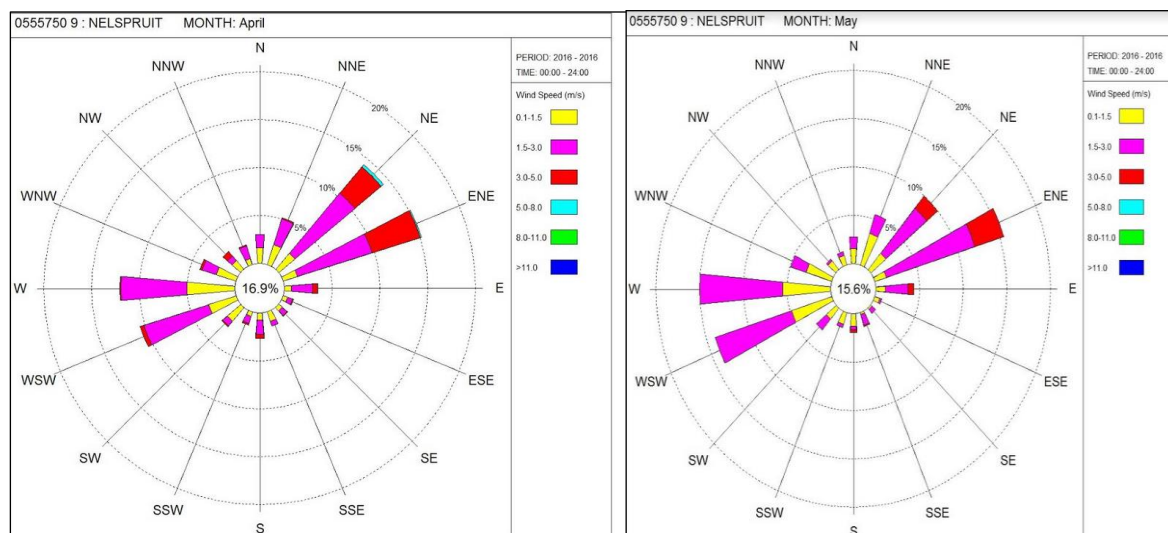 0555750 9 : NELSPRUIT MONTH: April
PERIOD: 2016 - 2016
TIME: 00:00 - 24:00
Wind Speed (m/s)
0.1-1.5
1.5-3.0
3.0-5.0
5.0-8.0
8.0-11.0
>11.0
N
NNE
NE
ENE
E
ESE
SE
SSE
S
SSW
SW
WSW
W
WNW
NW
NNW
20%
15%
10%
5%
16.9%
0555750 9 : NELSPRUIT MONTH: May
PERIOD: 2016 - 2016
TIME: 00:00 - 24:00
Wind Speed (m/s)
0.1-1.5
1.5-3.0
3.0-5.0
5.0-8.0
8.0-11.0
>11.0
N
NNE
NE
ENE
E
ESE
SE
SSE
S
SSW
SW
WSW
W
WNW
NW
NNW
20%
15%
10%
5%
15.6%